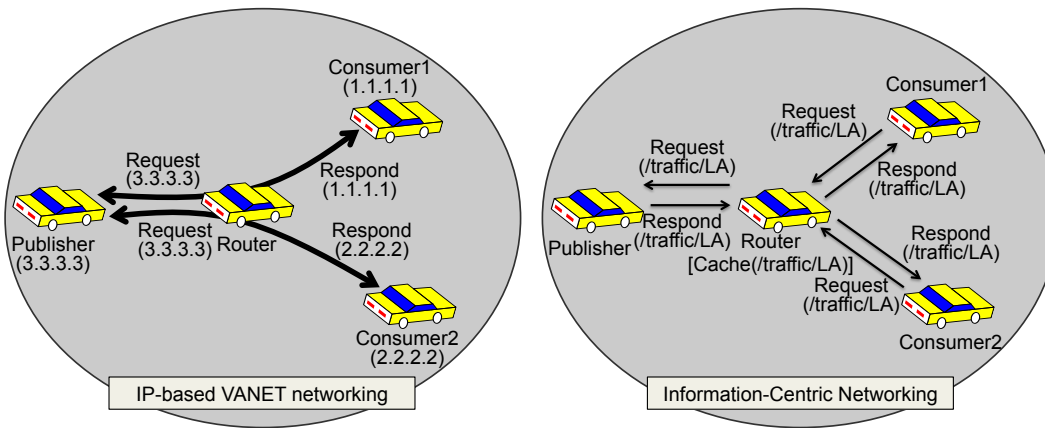 Consumer1
(1.1.1.1)
Request
(3.3.3.3)
Respond
(1.1.1.1)
Publisher
(3.3.3.3)
Request
(3.3.3.3)
Router
Respond
(2.2.2.2)
Consumer2
(2.2.2.2)
IP-based VANET networking
Consumer1
Request
(/traffic/LA)
Request
(/traffic/LA)
Respond
(/traffic/LA)
Publisher
Respond
(/traffic/LA)
Router
[Cache(/traffic/LA)]
Respond
(/traffic/LA)
Request
(/traffic/LA)
Consumer2
Information-Centric Networking